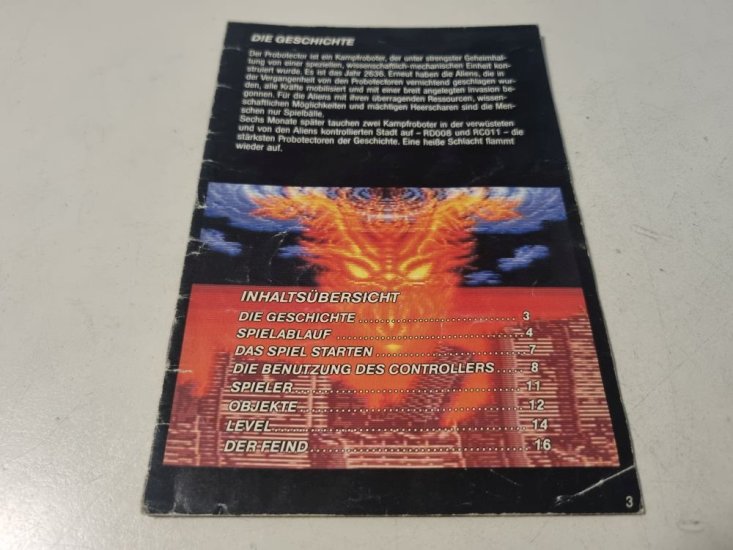 DIE GESCHICHTE
Der Probotector ist ein Kampfroboter, der unter strengster Geheimhal-
tung von einer speziellen, wissenschaftlich-mechanischen Einheit kon-
struiert wurde. Es ist das Jahr 2636. Erneut haben die Aliens, die in
der Vergangenheit von den Probotectoren vernichtend geschlagen wur-
den, alle Kräfte mobilisiert und mit einer breit angelegten Invasion be-
gonnen. Für die Aliens mit ihren überragenden Ressourcen, wissen-
schaftlichen Möglichkeiten und mächtigen Heerscharen sind die Men-
schen nur Spielbälle.
Sechs Monate später tauchen zwei Kampfroboter in der verwüsteten
und von den Aliens kontrollierten Stadt auf – RD008 und RC011 – die
stärksten Probotectoren der Geschichte. Eine heiße Schlacht flammt
wieder auf.
INHALTSÜBERSICHT
DIE GESCHICHTE 3
SPIELABLAUF 4
DAS SPIEL STARTEN 7
DIE BENUTZUNG DES CONTROLLERS 8
SPIELER 11
OBJEKTE 12
LEVEL 14
DER FEIND 16
3